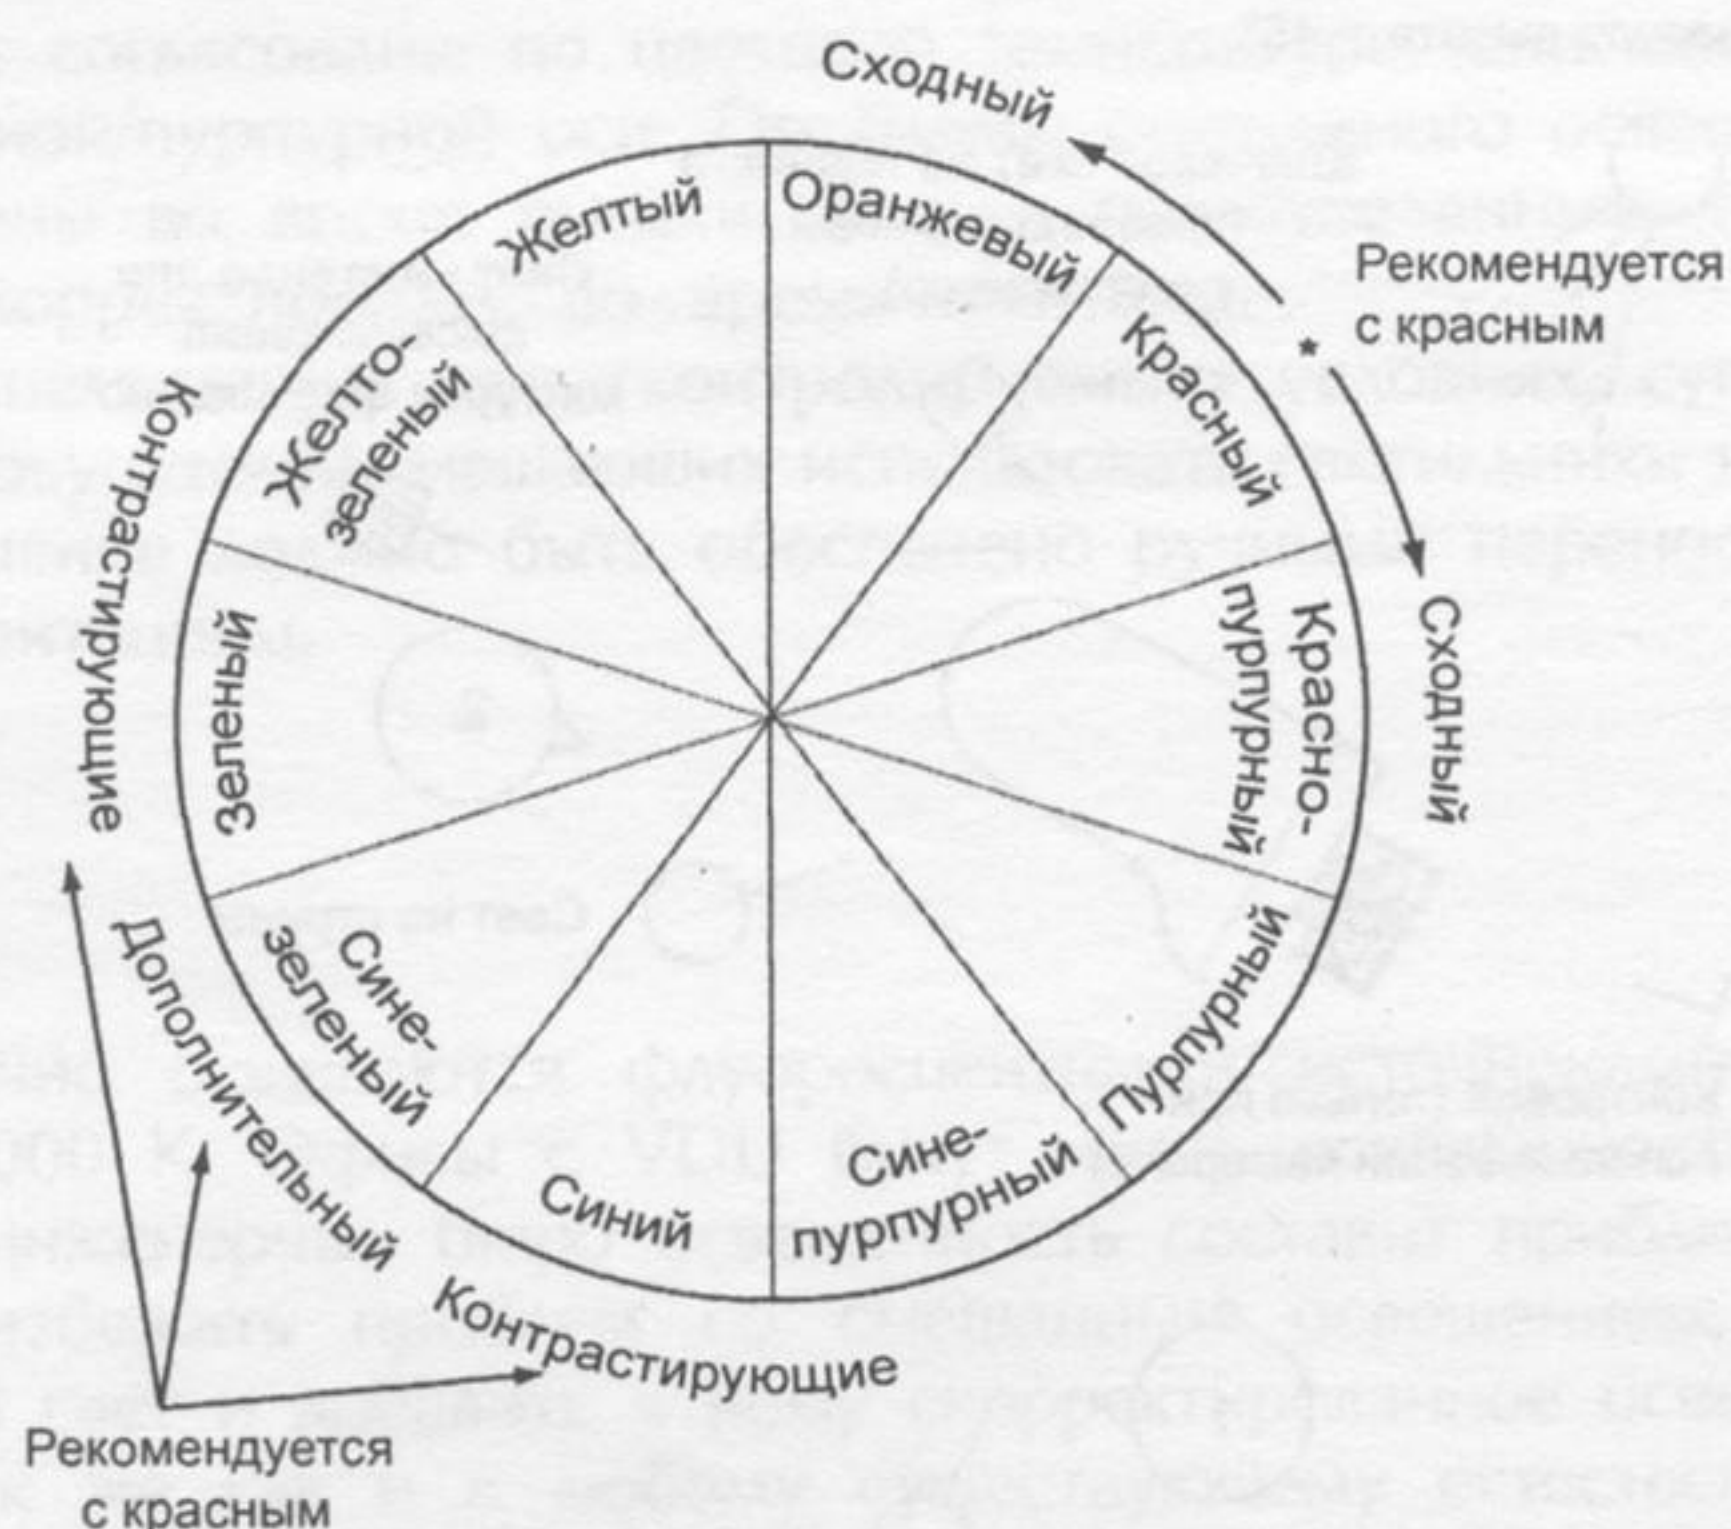 Сходный
Рекомендуется
с красным
Сходный
Оранжевый
Красный
Красно-
пурпурный
Пурпурный
Сине-
пурпурный
Синий
Сине-
зеленый
Зеленый
Желто-
зеленый
Желтый
Контрастирующие
Дополнительный
Контрастирующие
Рекомендуется
с красным